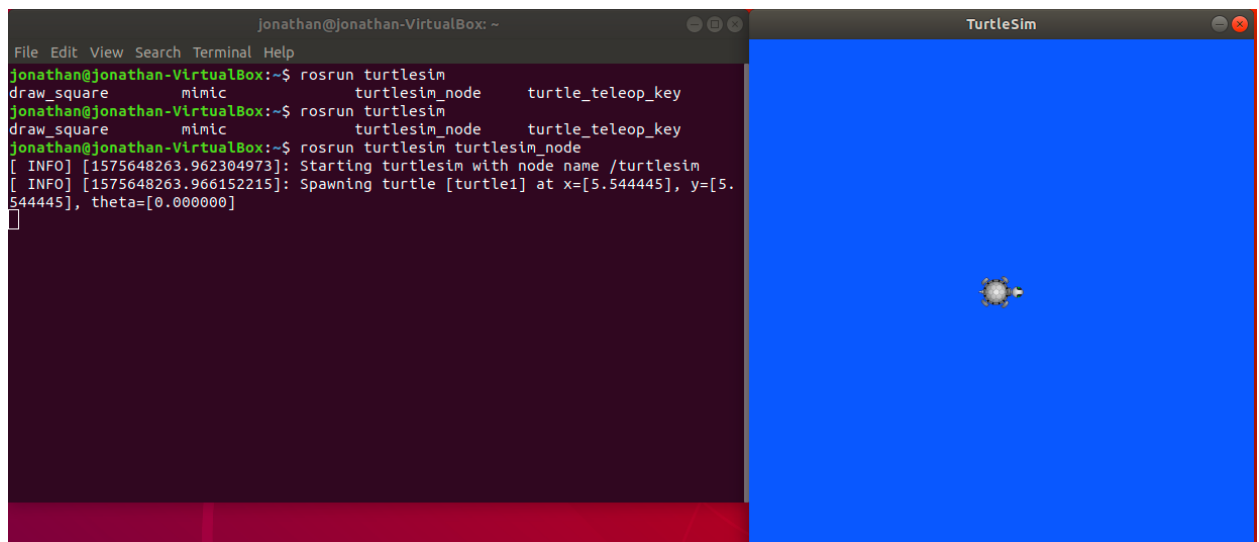 jonathan@jonathan-VirtualBox: ~
File Edit View Search Terminal Help
jonathan@jonathan-VirtualBox:~$ rosrun turtlesim
draw_square mimic turtlesim_node turtle_teleop_key
jonathan@jonathan-VirtualBox:~$ rosrun turtlesim
draw_square mimic turtlesim_node turtle_teleop_key
jonathan@jonathan-VirtualBox:~$ rosrun turtlesim turtlesim_node
[ INFO] [1575648263.962304973]: Starting turtlesim with node name /turtlesim
[ INFO] [1575648263.966152215]: Spawning turtle [turtle1] at x=[5.544445], y=[5.
544445], theta=[0.000000]
TurtleSim